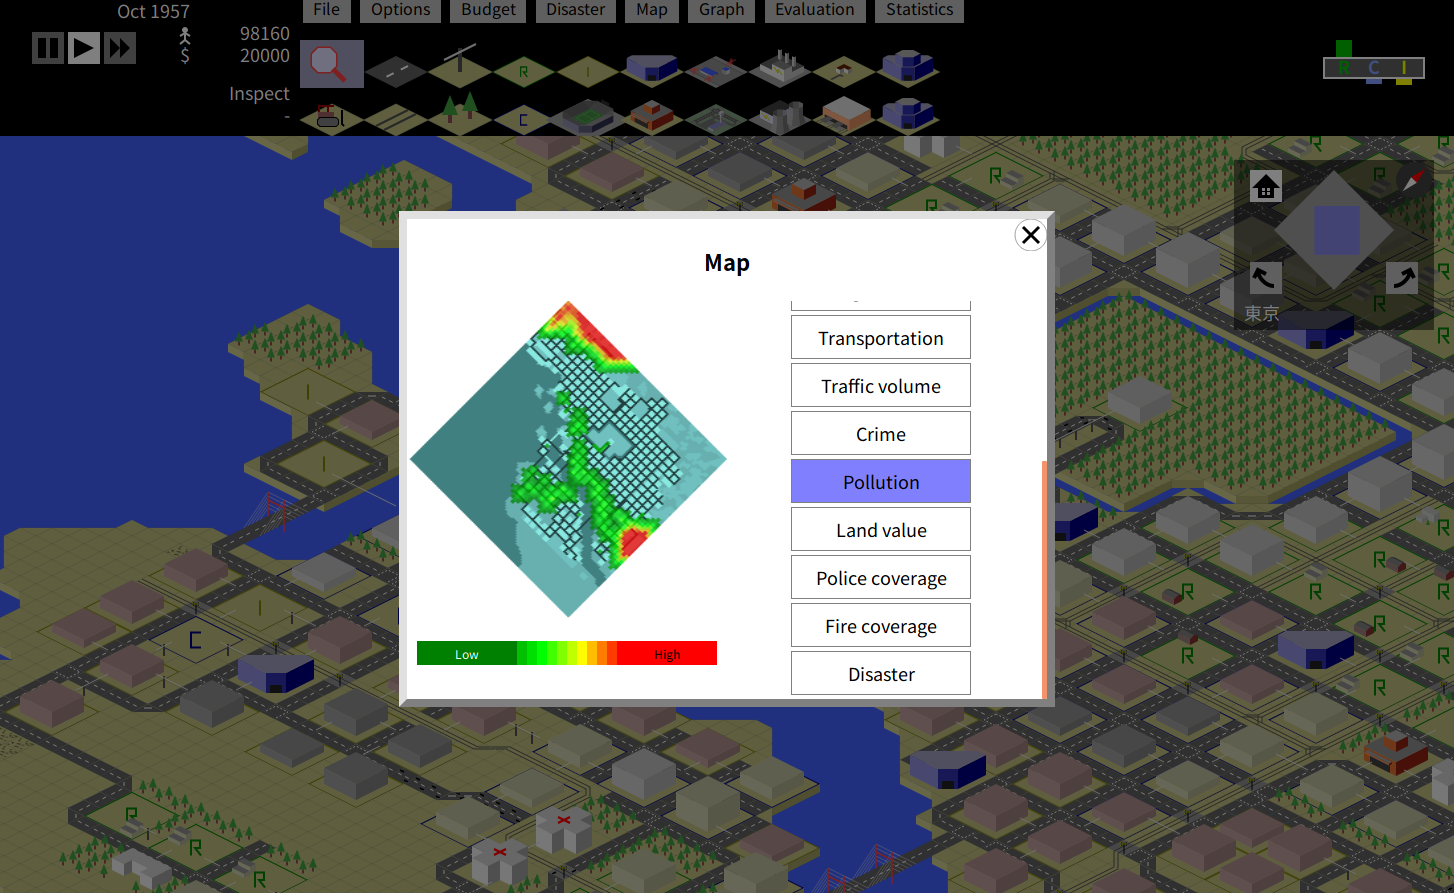 Oct 1957
File
Options
Budget
Disaster
Map
Graph
Evaluation
Statistics
98160
$ 20000
Inspect
-
R
I
C
R C I
東京
Map
Transportation
Traffic volume
Crime
Pollution
Land value
Police coverage
Fire coverage
Disaster
Low
High